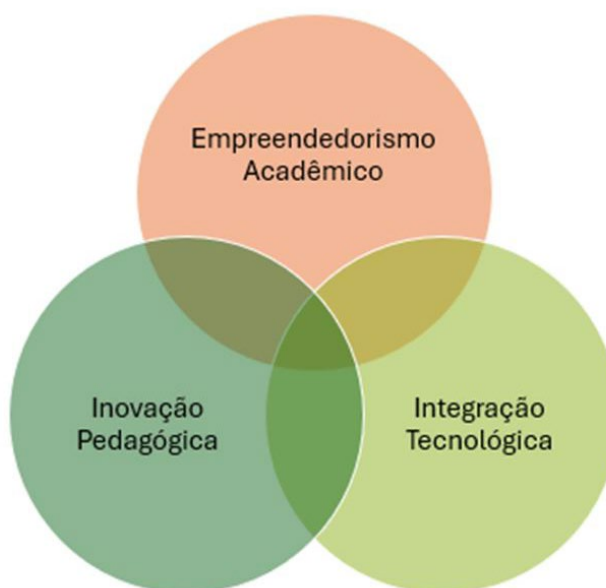 Empreendedorismo
Acadêmico
Inovação
Pedagógica
Integração
Tecnológica